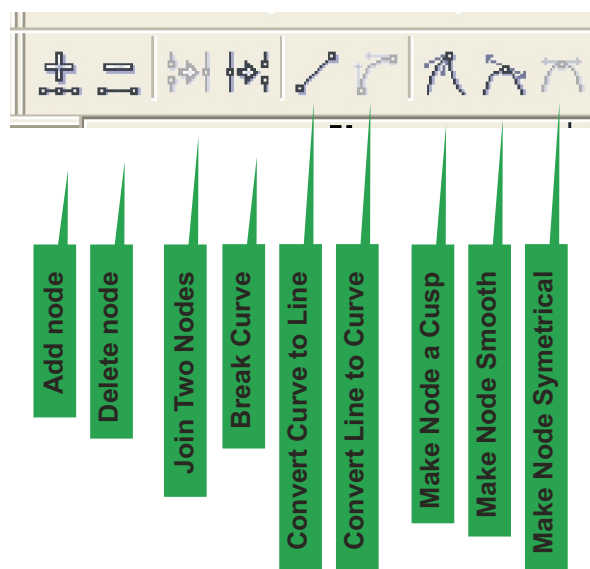 Add node
Delete node
Join Two Nodes
Break Curve
Convert Curve to Line
Convert Line to Curve
Make Node a Cusp
Make Node Smooth
Make Node Symetrical